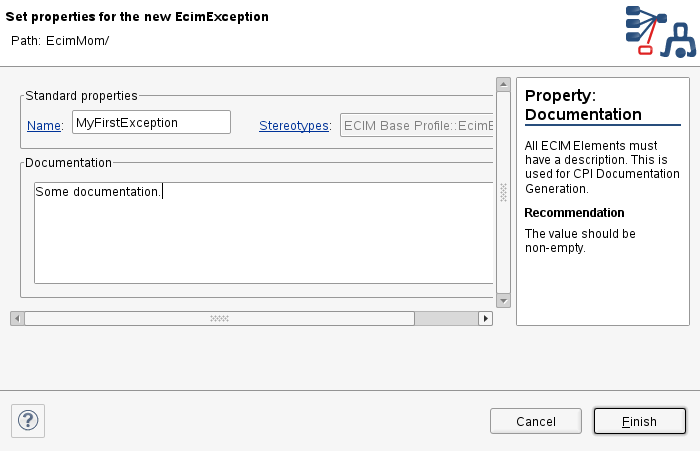 Set properties for the new EcimException
Path: EcimMom/
Standard properties
Name: MyFirstException Stereotypes: ECIM Base Profile::EcimE
Documentation
Some documentation.
Property:
Documentation
All ECIM Elements must
have a description. This is
used for CPI Documentation
Generation.
Recommendation
The value should be
non-empty.
?
Cancel
Finish